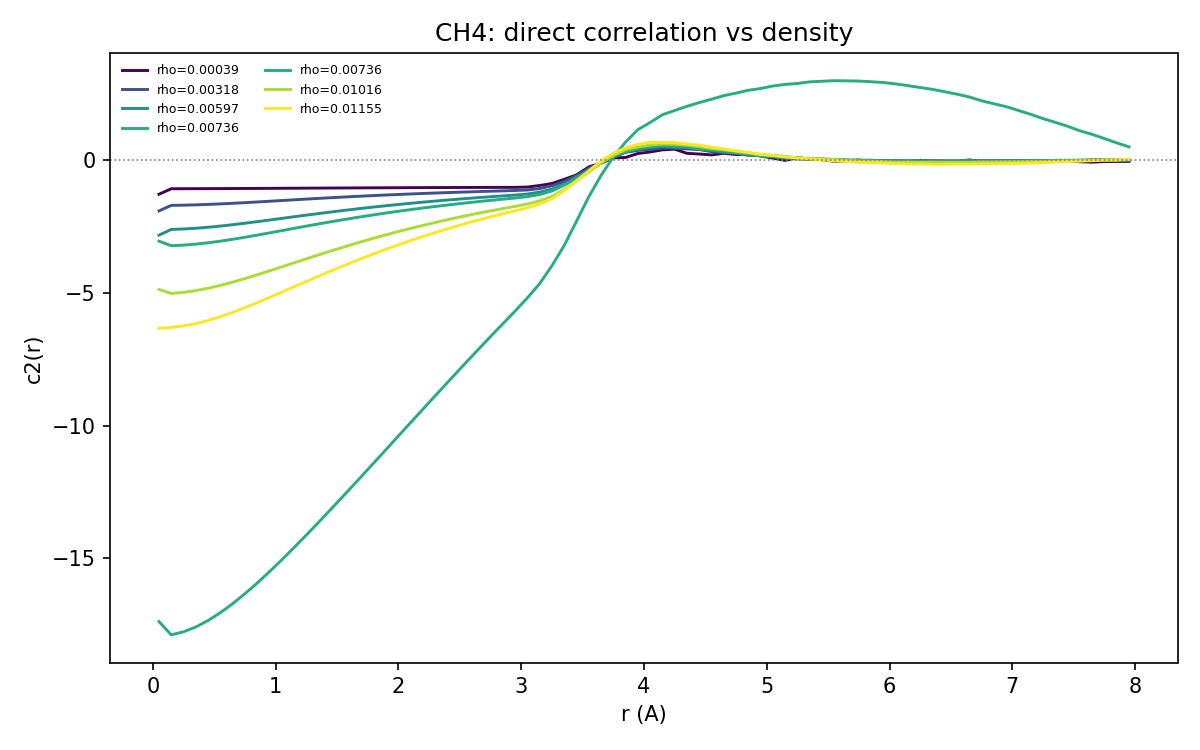 CH4: direct correlation vs density
rho=0.00039
rho=0.00318
rho=0.00597
rho=0.00736
rho=0.00736
rho=0.01016
rho=0.01155
c2(r)
0
−5
−10
−15
0 1 2 3 4 5 6 7 8
r (A)